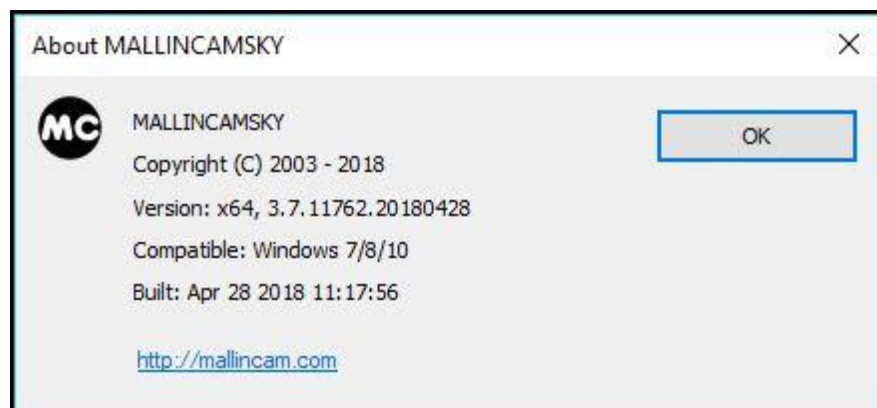 About MALLINCAMSKY
MC
MALLINCAMSKY
OK
Copyright (C) 2003 - 2018
Version: x64, 3.7.11762.20180428
Compatible: Windows 7/8/10
Built: Apr 28 2018 11:17:56
http://mallincam.com